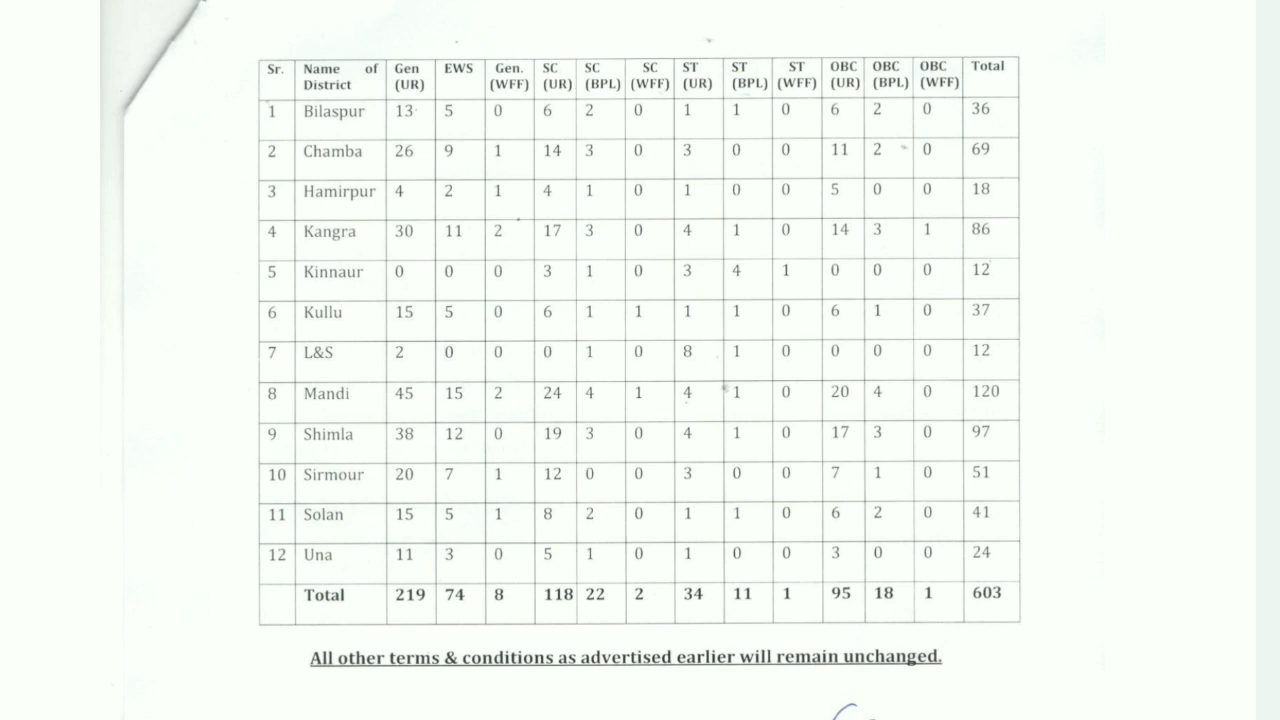 Sr. Name of District Gen (UR) EWS Gen. (WFF) SC (UR) SC (BPL) SC (WFF) ST (UR) ST (BPL) ST (WFF) OBC (UR) OBC (BPL) OBC (WFF) Total
1 Bilaspur 13 5 0 6 2 0 1 1 0 6 2 0 36
2 Chamba 26 9 1 14 3 0 3 0 0 11 2 0 69
3 Hamirpur 4 2 1 4 1 0 1 0 0 5 0 0 18
4 Kangra 30 11 2 17 3 0 4 1 0 14 3 1 86
5 Kinnaur 0 0 0 3 1 0 3 4 1 0 0 0 12
6 Kullu 15 5 0 6 1 1 1 1 0 6 1 0 37
7 L&S 2 0 0 0 1 0 8 1 0 0 0 0 12
8 Mandi 45 15 2 24 4 1 4 1 0 20 4 0 120
9 Shimla 38 12 0 19 3 0 4 1 0 17 3 0 97
10 Sirmour 20 7 1 12 0 0 3 0 0 7 1 0 51
11 Solan 15 5 1 8 2 0 1 1 0 6 2 0 41
12 Una 11 3 0 5 1 0 1 0 0 3 0 0 24
Total 219 74 8 118 22 2 34 11 1 95 18 1 603
All other terms & conditions as advertised earlier will remain unchanged.